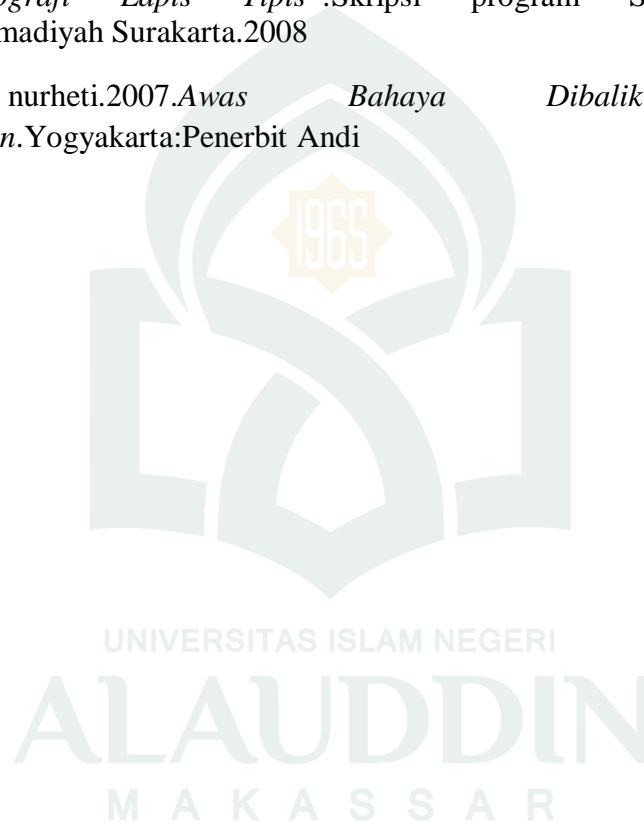 ografi Lapis Tipis .Skripsi program S
madiyah Surakarta.2008
nurheti.2007.Awas Bahaya Dibalik
n.Yogyakarta:Penerbit Andi
1965
UNIVERSITAS ISLAM NEGERI
ALAUDDIN
MAKASSAR